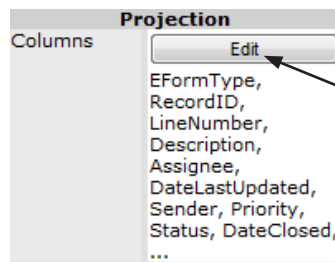 Projection
Columns
Edit
EFormType,
RecordID,
LineNumber,
Description,
Assignee,
DateLastUpdated,
Sender, Priority,
Status, DateClosed,
...